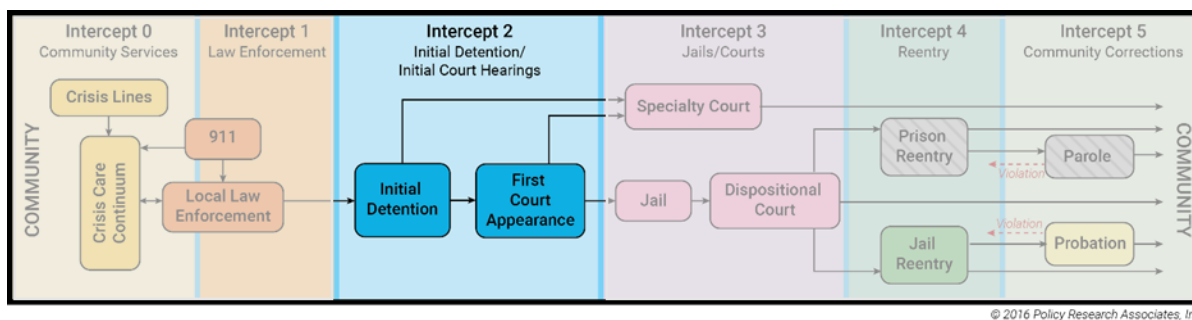 Intercept 0
Community Services
Intercept 1
Law Enforcement
Intercept 2
Initial Detention/
Initial Court Hearings
Intercept 3
Jails/Courts
Intercept 4
Reentry
Intercept 5
Community Corrections
COMMUNITY
Crisis Lines
Crisis Care
Continuum
911
Local Law
Enforcement
Initial
Detention
First
Court
Appearance
Specialty Court
Jail
Dispositional
Court
Prison
Reentry
Violation
Parole
Jail
Reentry
Violation
Probation
COMMUNITY
© 2016 Policy Research Associates,